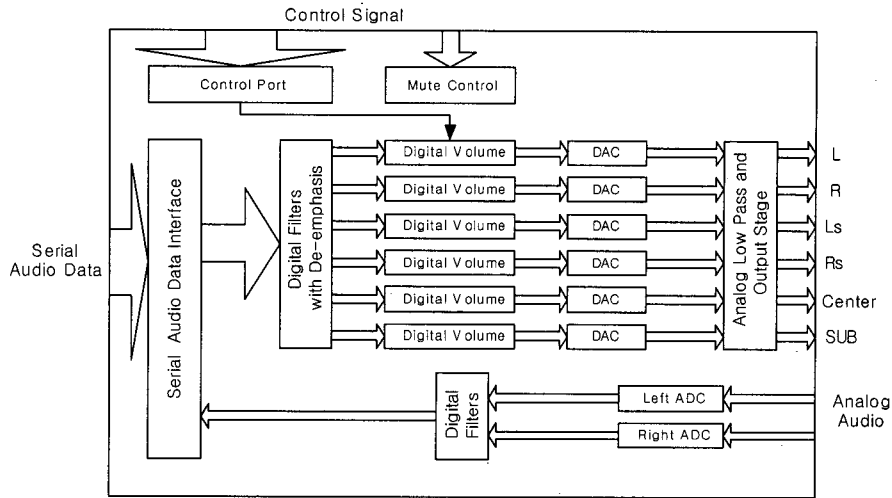 Control Signal
Control Port
Mute Control
Serial
Audio Data
Serial Audio Data Interface
Digital Filters
with De-emphasis
Digital Volume
DAC
Digital Volume
DAC
Digital Volume
DAC
Digital Volume
DAC
Digital Volume
DAC
Digital Volume
DAC
Analog Low Pass and
Output Stage
L
R
Ls
Rs
Center
SUB
Digital
Filters
Left ADC
Right ADC
Analog
Audio